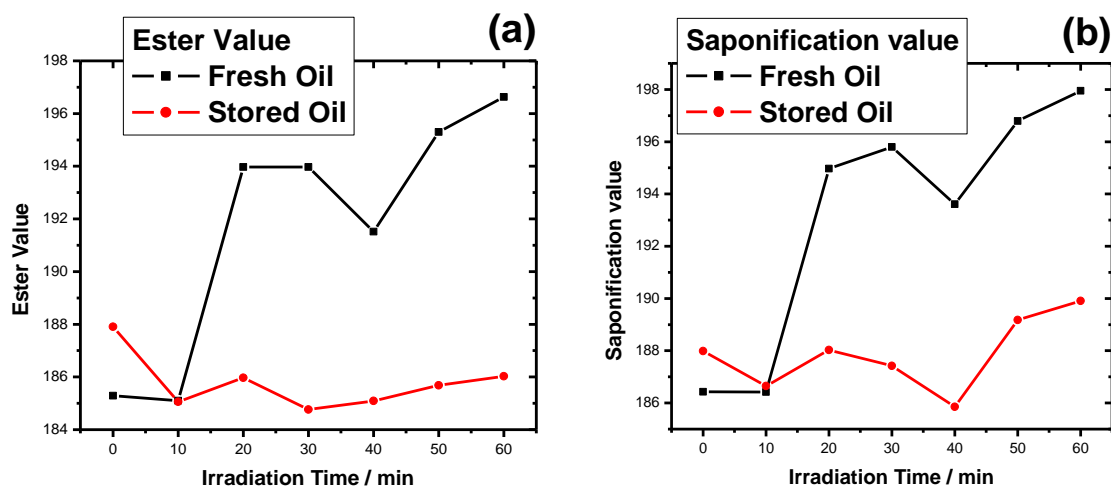 (a)
Ester Value
Fresh Oil
Stored Oil
198
196
194
192
190
188
186
184
Ester Value
0 10 20 30 40 50 60
Irradiation Time / min
(b)
Saponification value
Fresh Oil
Stored Oil
198
196
194
192
190
188
186
Saponification value
0 10 20 30 40 50 60
Irradiation Time / min